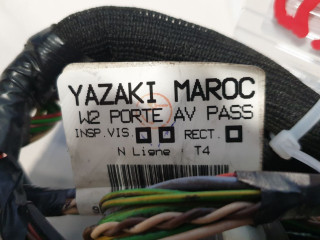 YAZAKI MAROC
W2 PORTE AV PASS
INSP.VIS. RECT.
N Ligne T4